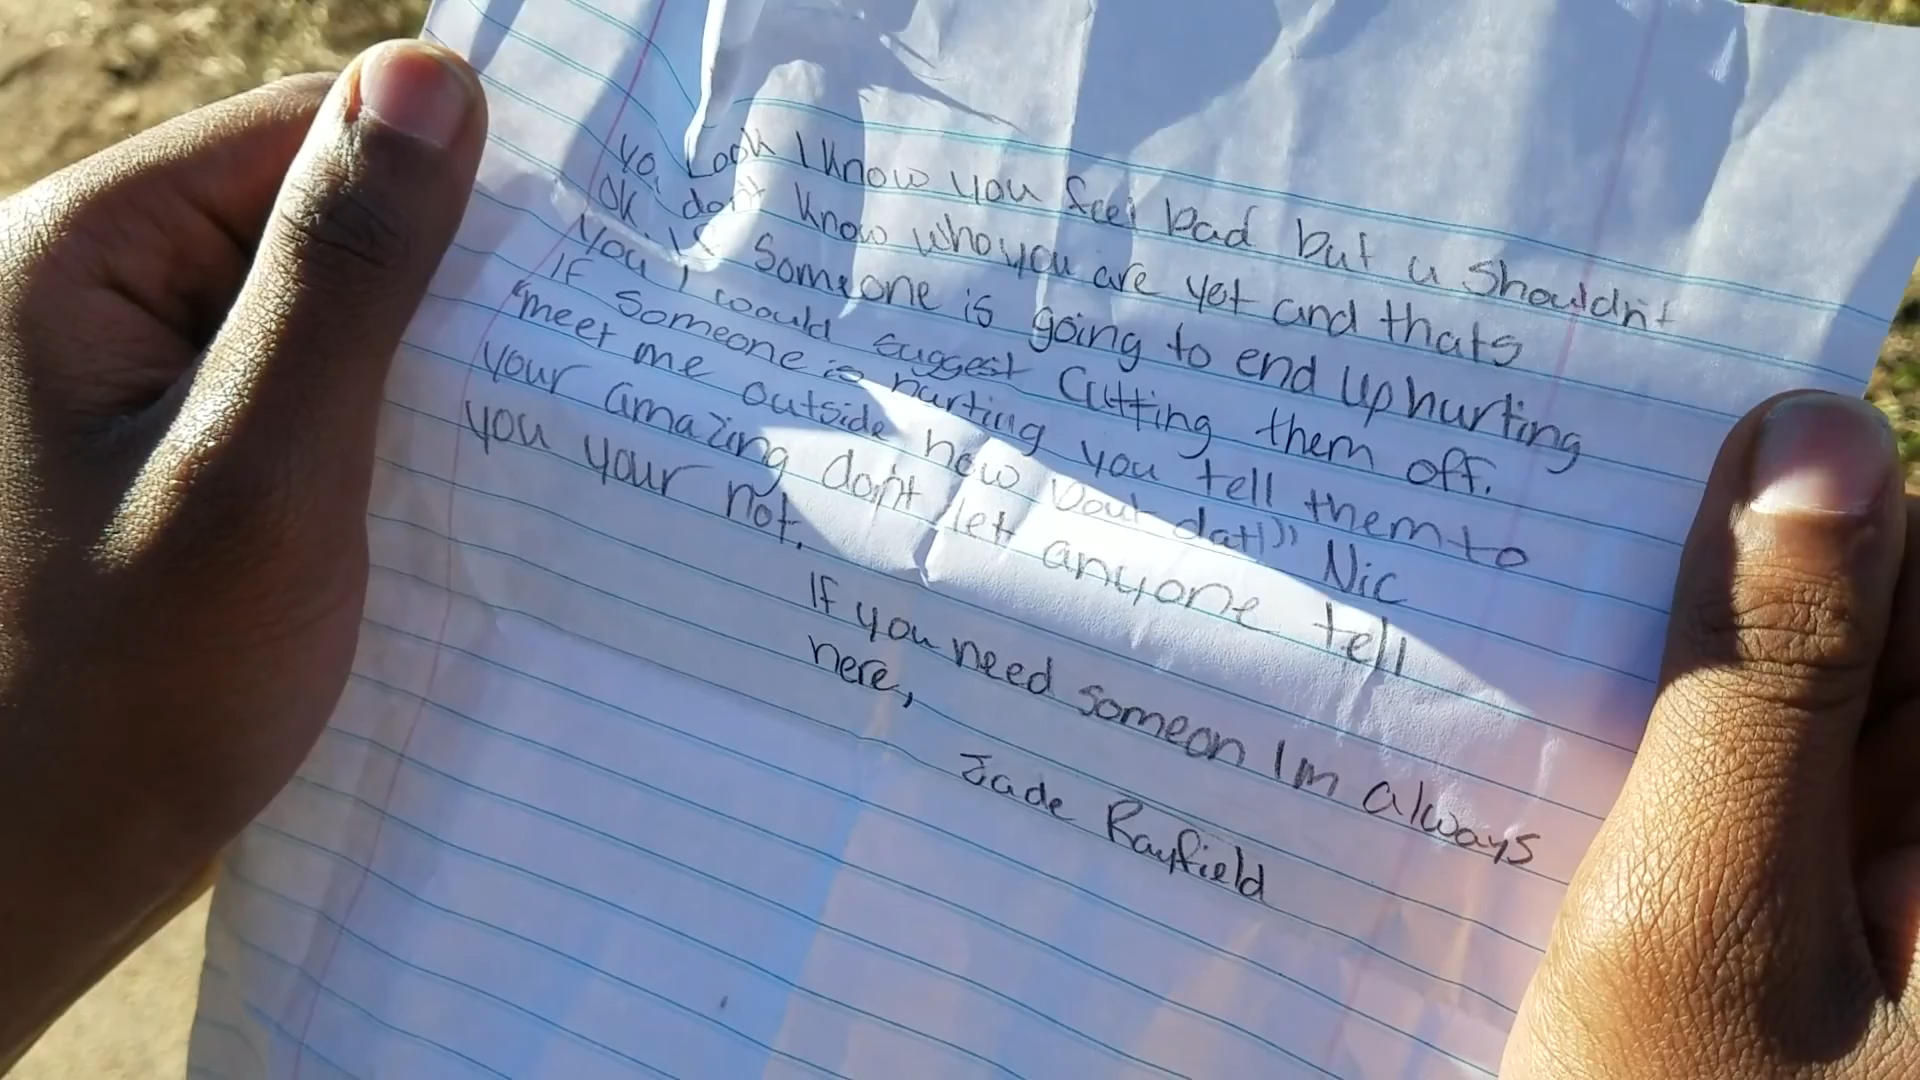 yo, Look I know you feel bad but u Shouldn't
OK don't know who you are yet and thats
you, if Someone is going to end up hurting
I would suggest Cutting them off.
If Someone is hurting you tell them to
"meet me outside how bout dat!)" Nic
your amazing don't let anyone tell
you your not.
If you need someon Im always
here,
Jade Rayfield